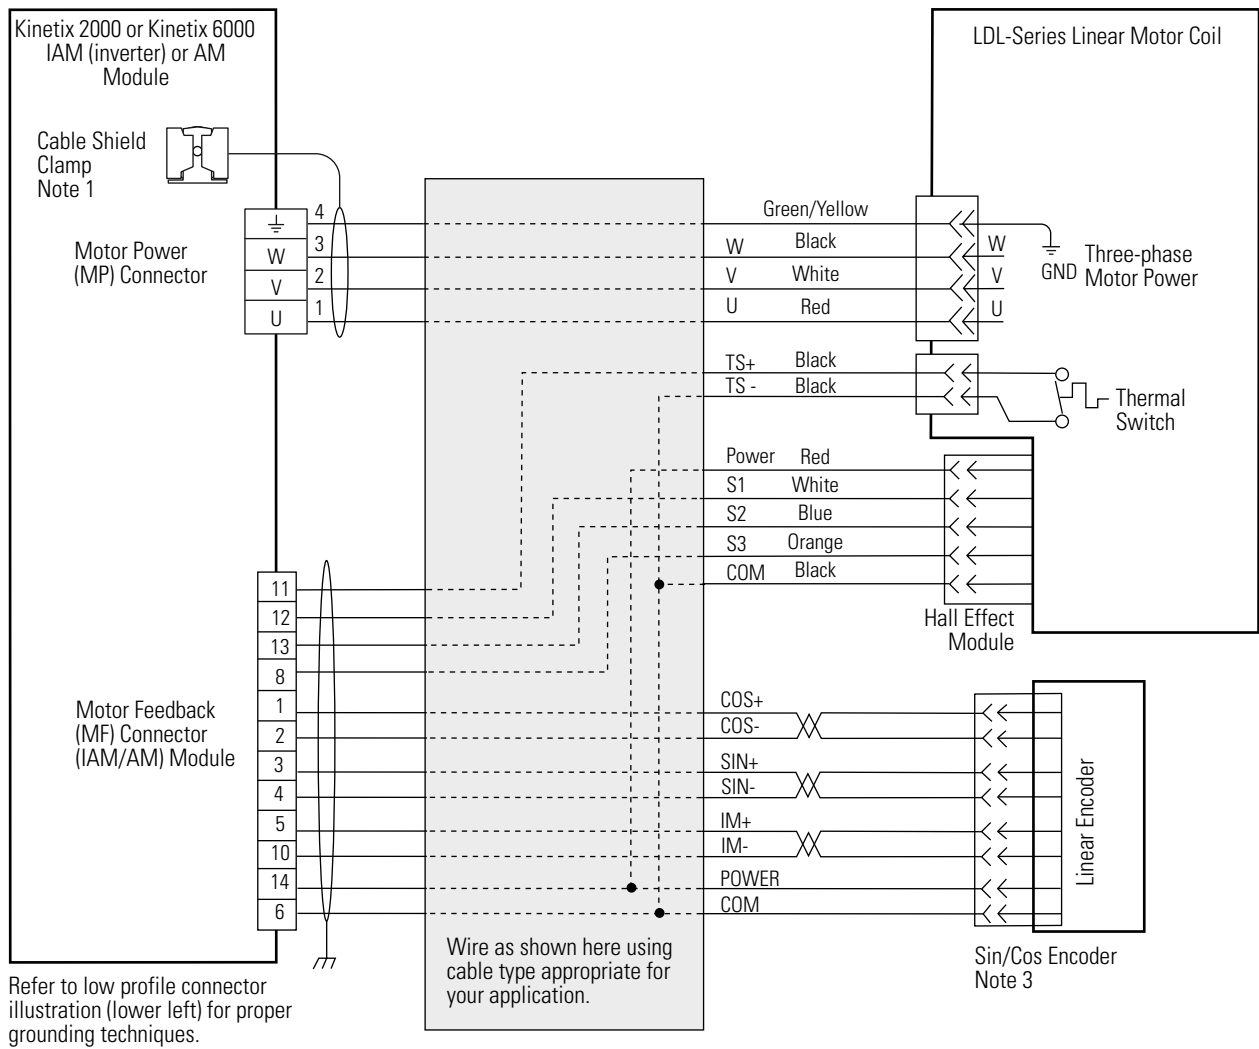 Kinetix 2000 or Kinetix 6000
IAM (inverter) or AM
Module
LDL-Series Linear Motor Coil
Cable Shield
Clamp
Note 1
Motor Power
(MP) Connector
4
W 3
V 2
U 1
Green/Yellow
W Black
V White
U Red
W
V
U
GND
Three-phase
Motor Power
TS+ Black
TS - Black
Thermal
Switch
Power Red
S1 White
S2 Blue
S3 Orange
COM Black
Hall Effect
Module
Motor Feedback
(MF) Connector
(IAM/AM) Module
11
12
13
8
1
2
3
4
5
10
14
6
COS+
COS-
SIN+
SIN-
IM+
IM-
POWER
COM
Linear Encoder
Sin/Cos Encoder
Note 3
Wire as shown here using
cable type appropriate for
your application.
Refer to low profile connector
illustration (lower left) for proper
grounding techniques.